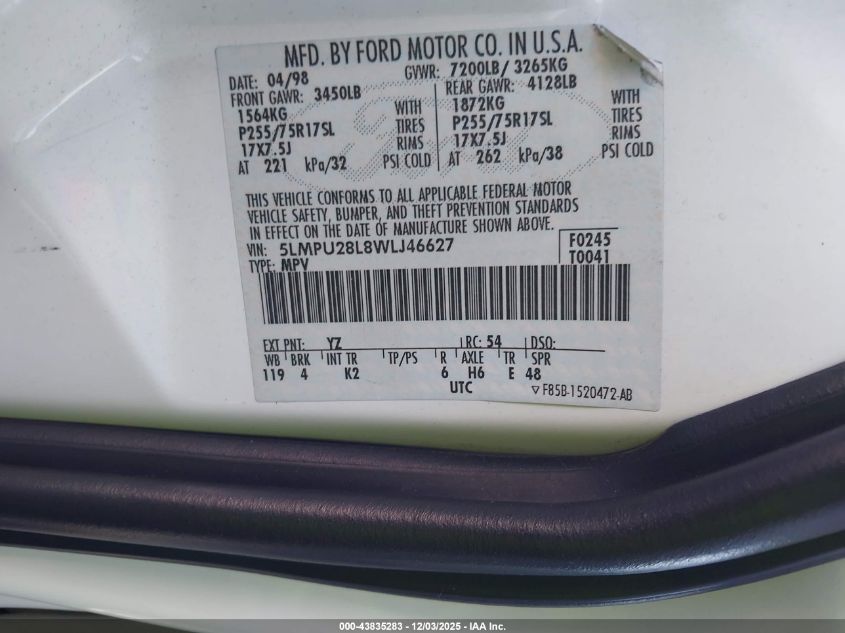 MFD. BY FORD MOTOR CO. IN U.S.A.
DATE: 04/98 GVWR: 7200LB/ 3265KG
FRONT GAWR: 3450LB REAR GAWR: 4128LB
1564KG WITH 1872KG WITH
P255/75R17SL TIRES P255/75R17SL TIRES
17X7.5J RIMS 17X7.5J RIMS
AT 221 kPa/32 PSI COLD AT 262 kPa/38 PSI COLD
THIS VEHICLE CONFORMS TO ALL APPLICABLE FEDERAL MOTOR
VEHICLE SAFETY, BUMPER, AND THEFT PREVENTION STANDARDS
IN EFFECT ON THE DATE OF MANUFACTURE SHOWN ABOVE.
VIN: 5LMPU28L8WLJ46627 F0245
TYPE: MPV T0041
EXT PNT: YZ RC: 54 DSO:
WB BRK INT TR TP/PS R AXLE TR SPR
119 4 K2 6 H6 E 48
UTC ▽ F85B-1520472-AB
000-43835283 - 12/03/2025 - IAA Inc.